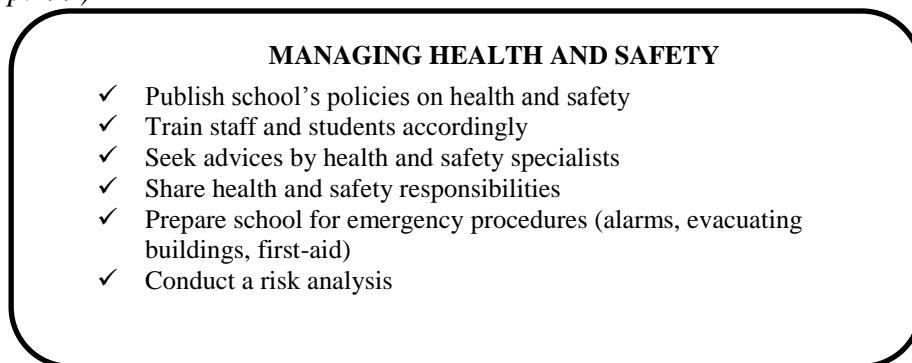 MANAGING HEALTH AND SAFETY
✓ Publish school's policies on health and safety
✓ Train staff and students accordingly
✓ Seek advices by health and safety specialists
✓ Share health and safety responsibilities
✓ Prepare school for emergency procedures (alarms, evacuating
buildings, first-aid)
✓ Conduct a risk analysis